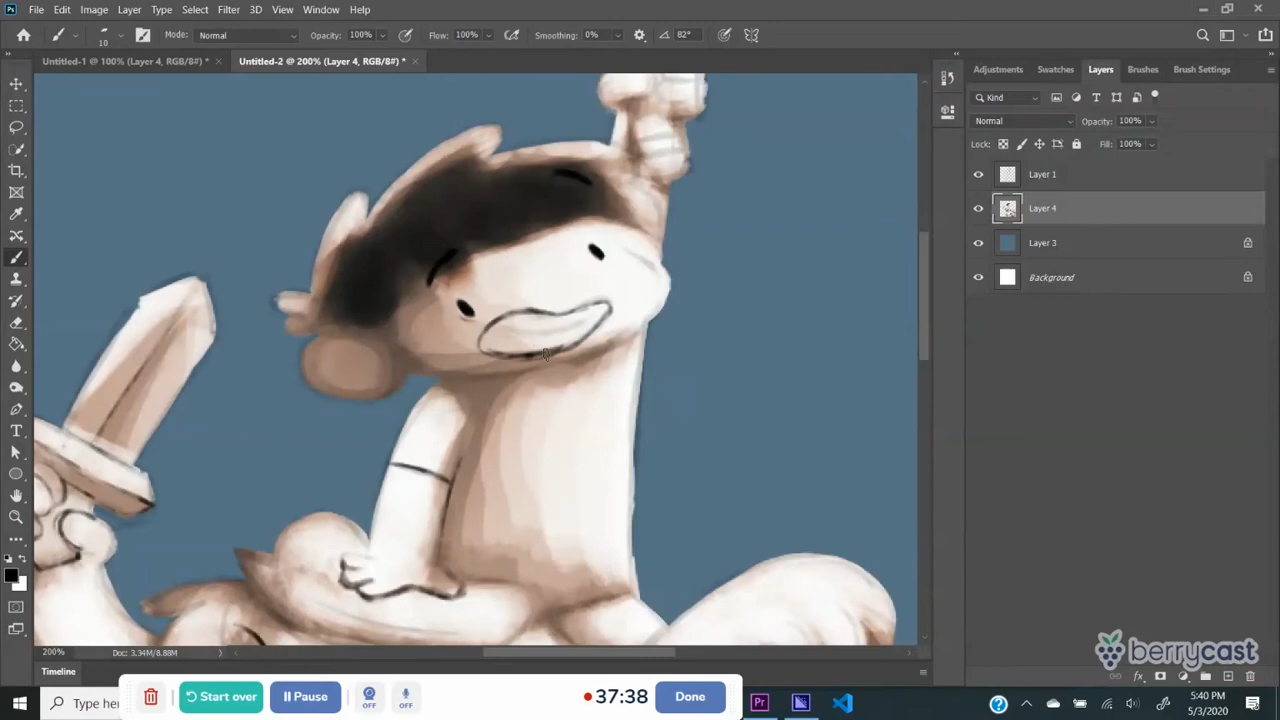 Ps File Edit Image Layer Type Select Filter 3D View Window Help
10 Mode: Normal Opacity: 100% Flow: 100% Smoothing: 0% 82°
Untitled-1 @ 100% (Layer 4, RGB/8#) * × Untitled-2 @ 200% (Layer 4, RGB/8#) * ×
Adjustments Swatches Layers Brushes Brush Settings
Kind
Normal Opacity: 100%
Lock: Fill: 100%
Layer 1
Layer 4
Layer 3
Background
berrycast
200% Doc: 3.34M/8.88M
Timeline
Type here
Start over Pause OFF OFF 37:38 Done
Pr
5:40 PM
5/3/2020